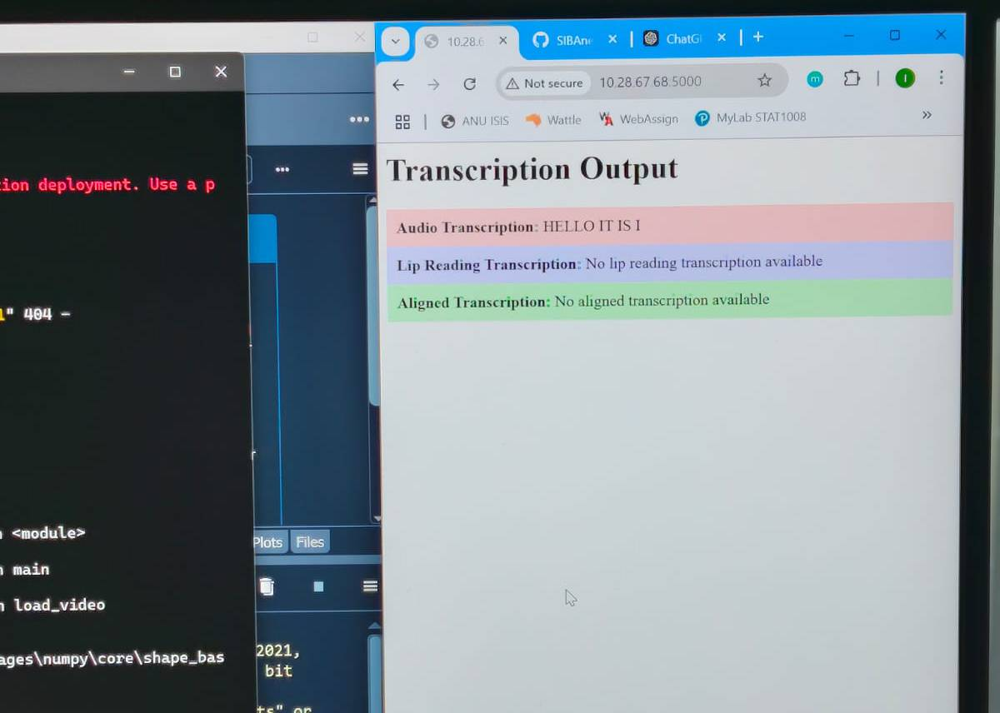 10.28.6
SIBAne
ChatG
Not secure
10.28.67.68:5000
m
I
ANU ISIS
Wattle
WebAssign
MyLab STAT1008
Transcription Output
Audio Transcription: HELLO IT IS I
Lip Reading Transcription: No lip reading transcription available
Aligned Transcription: No aligned transcription available
ion deployment. Use a p
" 404 -
<module>
main
load_video
ages\numpy\core\shape_bas
Plots Files
2021,
bit
ts" or